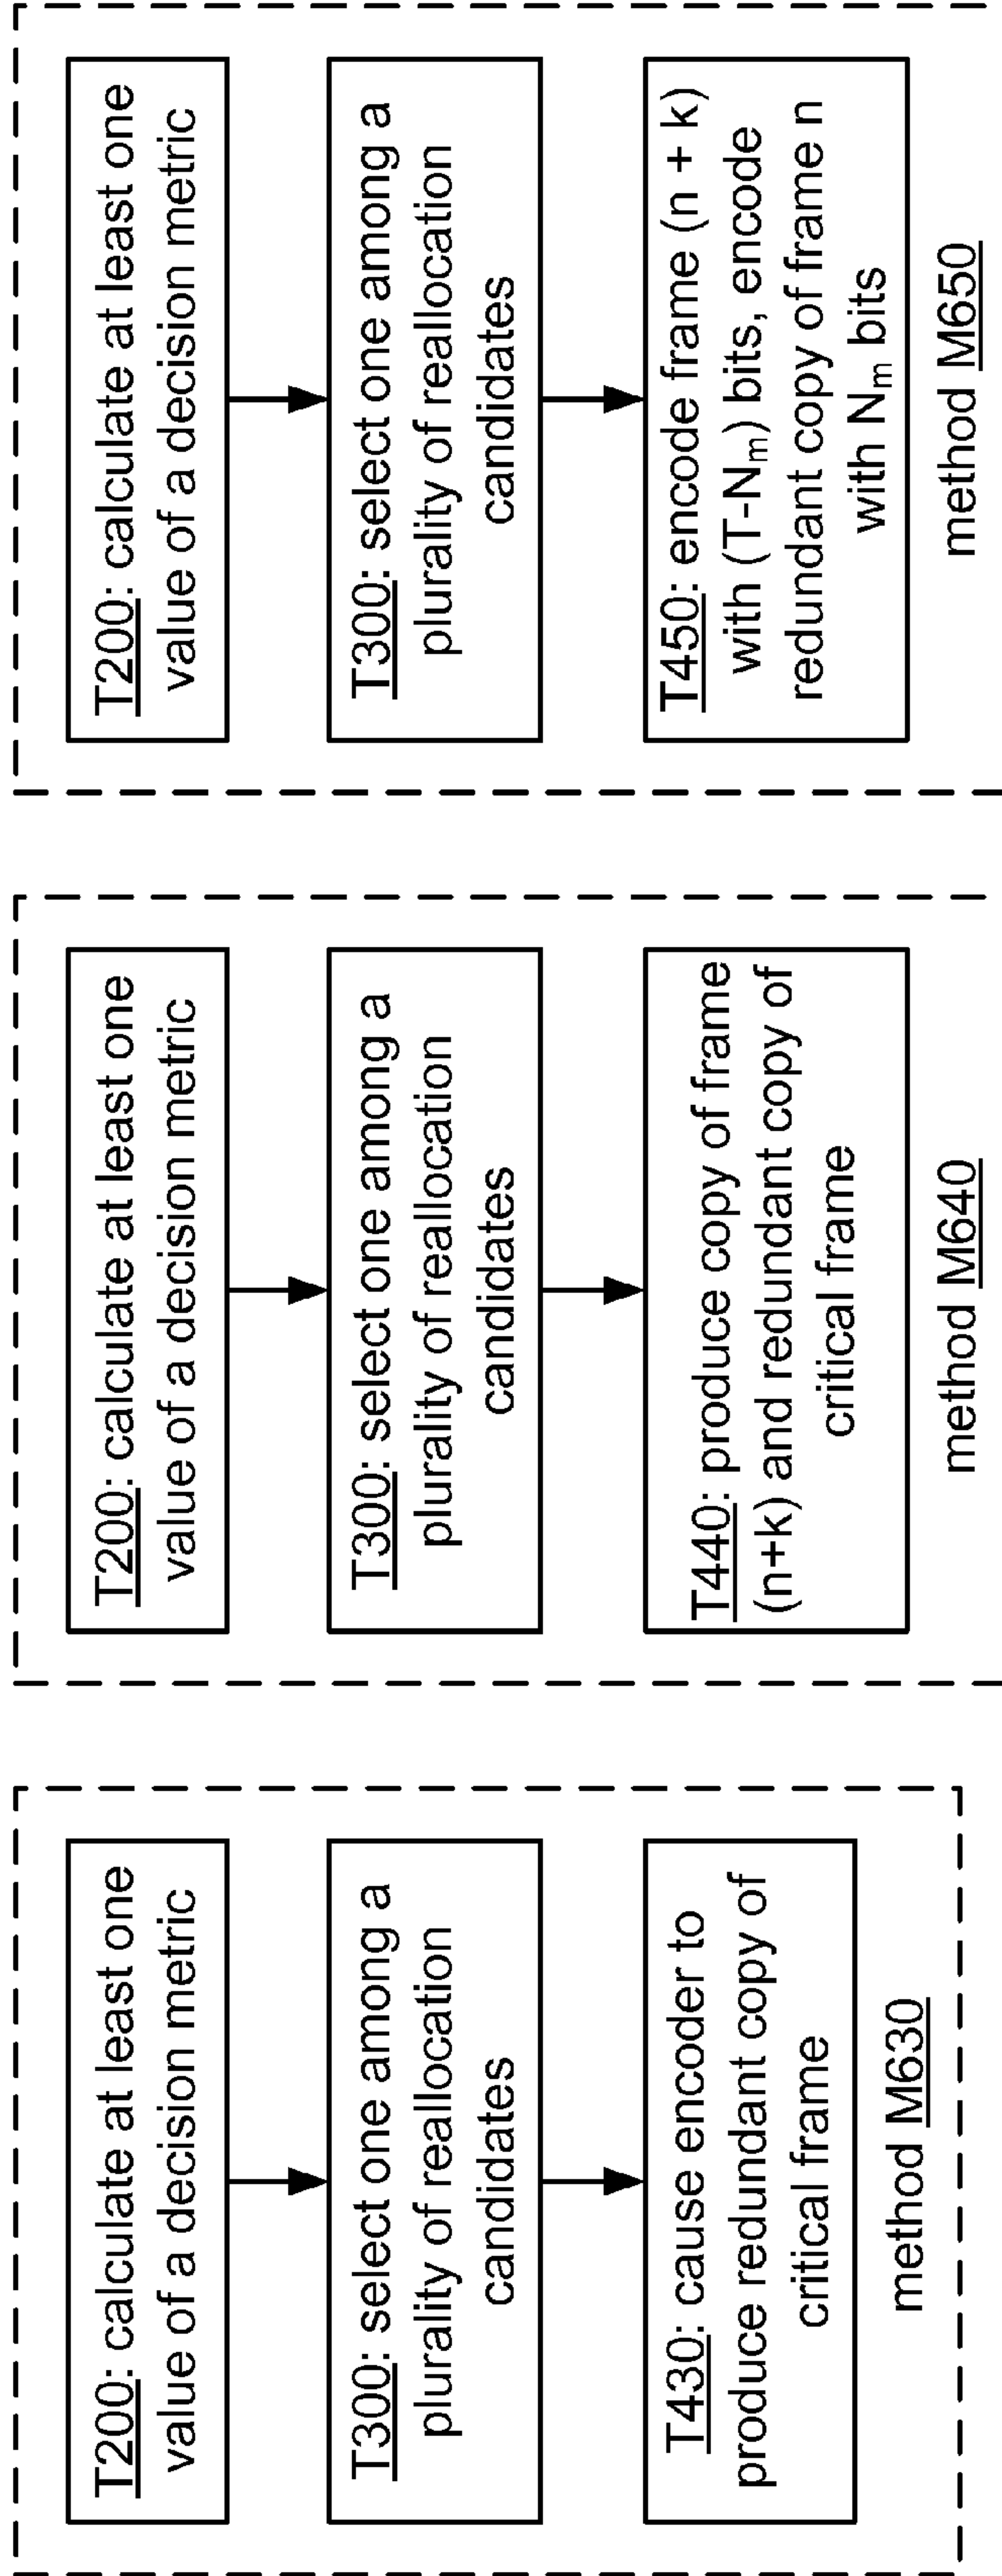 T200: calculate at least one
value of a decision metric
T300: select one among a
plurality of reallocation
candidates
T430: cause encoder to
produce redundant copy of
critical frame
method M630
T200: calculate at least one
value of a decision metric
T300: select one among a
plurality of reallocation
candidates
T440: produce copy of frame
(n+k) and redundant copy of
critical frame
method M640
T200: calculate at least one
value of a decision metric
T300: select one among a
plurality of reallocation
candidates
T450: encode frame (n + k)
with (T-Nm) bits, encode
redundant copy of frame n
with Nm bits
method M650